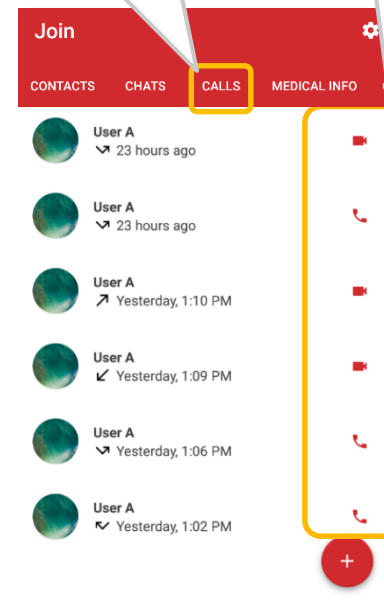 Join
CONTACTS CHATS CALLS MEDICAL INFO
User A
23 hours ago
User A
23 hours ago
User A
Yesterday, 1:10 PM
User A
Yesterday, 1:09 PM
User A
Yesterday, 1:06 PM
User A
Yesterday, 1:02 PM
+